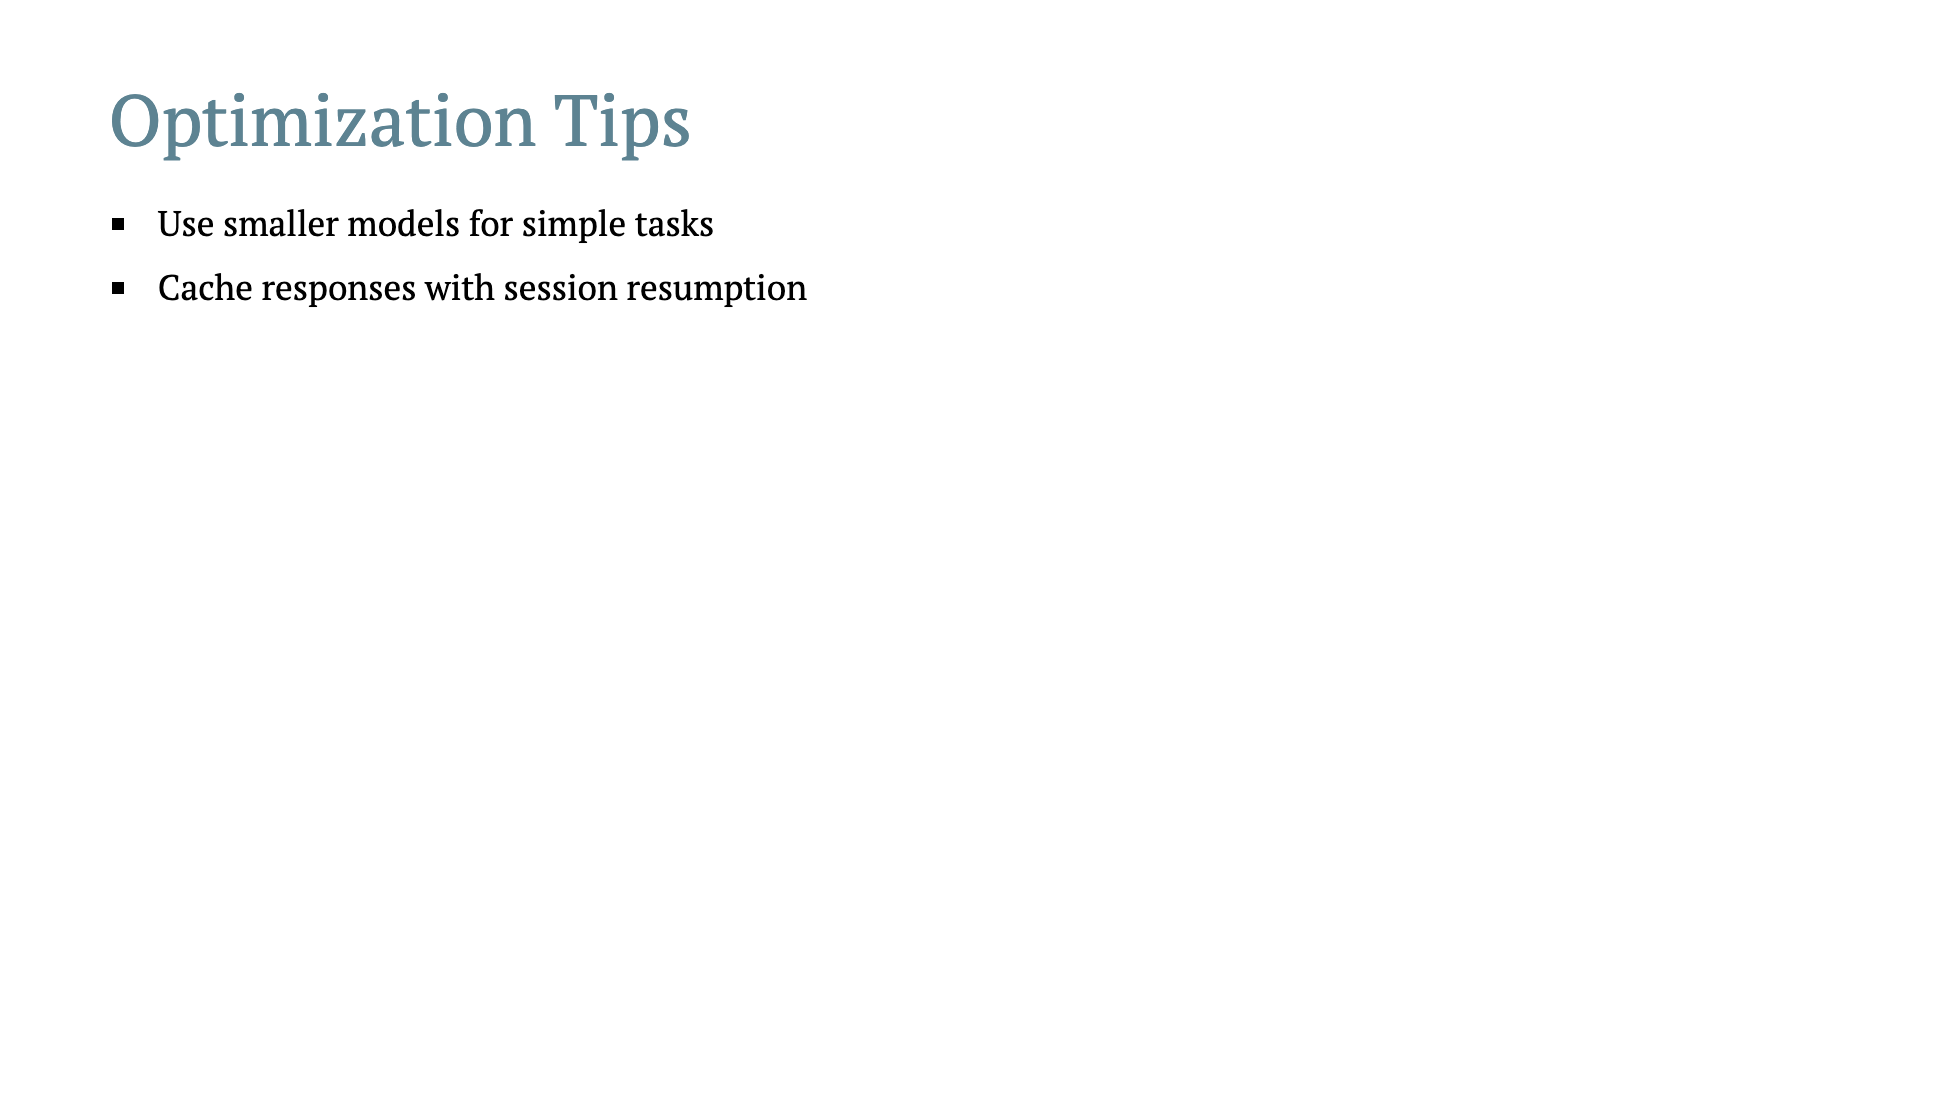 Optimization Tips
▪ Use smaller models for simple tasks
▪ Cache responses with session resumption